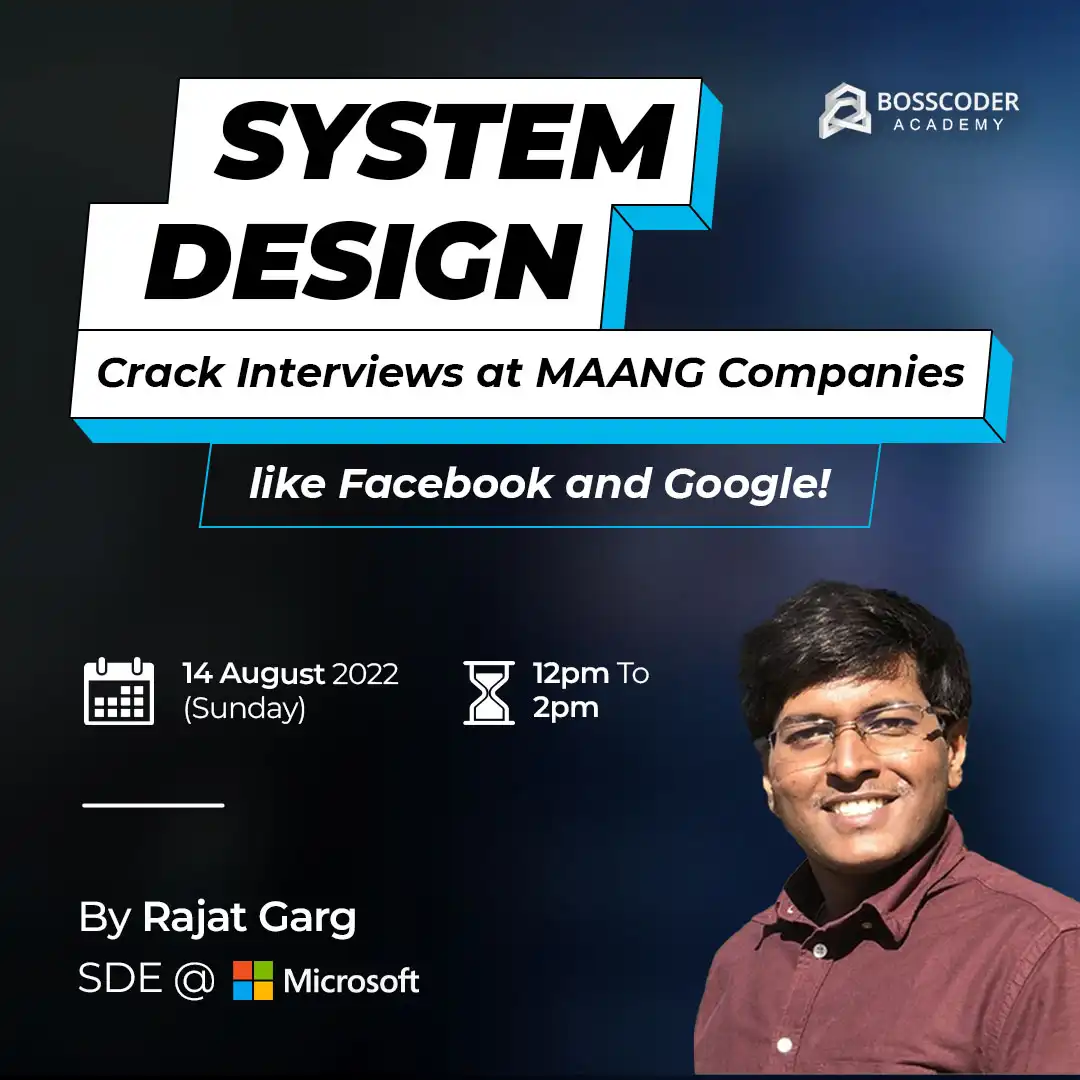 BOSSCODER
ACADEMY
SYSTEM
DESIGN
Crack Interviews at MAANG Companies
like Facebook and Google!
14 August 2022
(Sunday)
12pm To
2pm
By Rajat Garg
SDE @ Microsoft